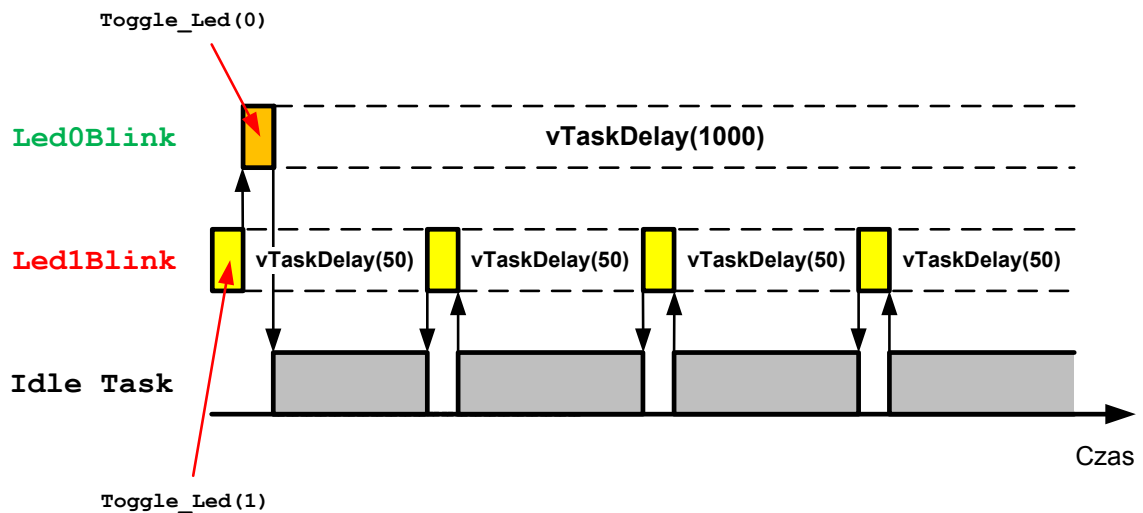 Toggle_Led(0)
Led0Blink
vTaskDelay(1000)
Led1Blink
vTaskDelay(50)
vTaskDelay(50)
vTaskDelay(50)
vTaskDelay(50)
Idle Task
Czas
Toggle_Led(1)